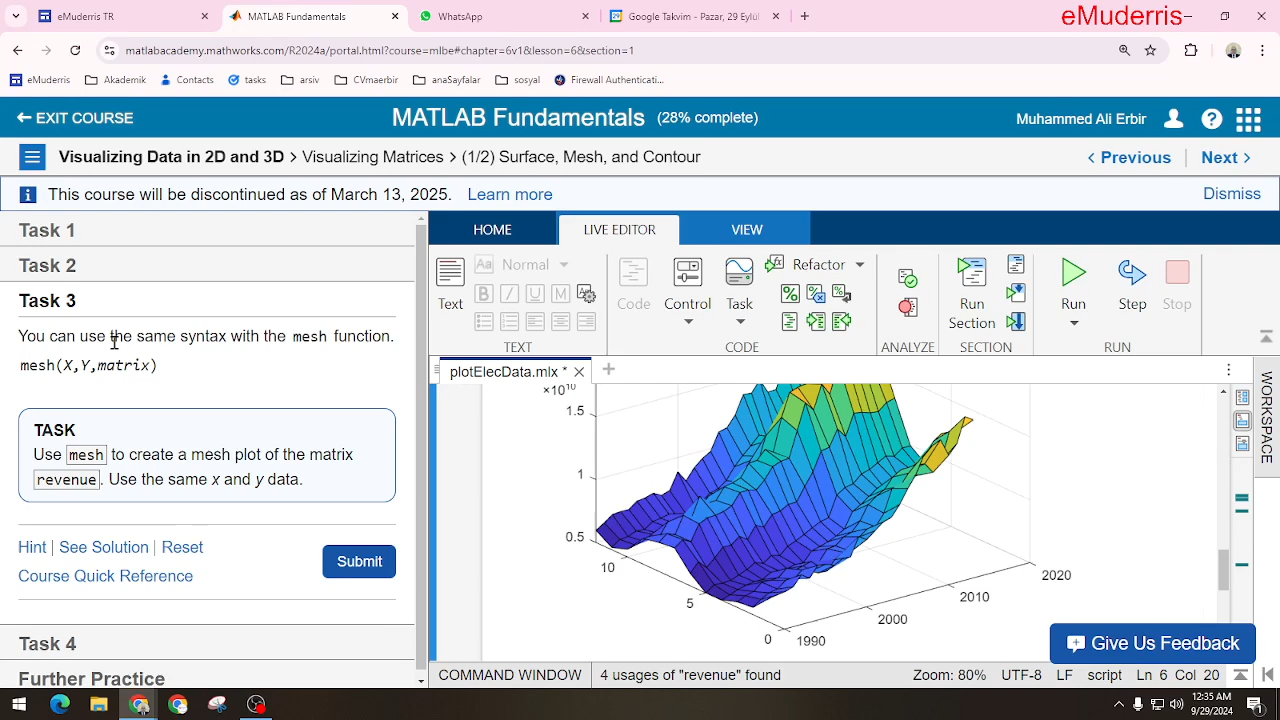 eMuderris TR
MATLAB Fundamentals
WhatsApp
Google Takvim - Pazar, 29 Eylül
eMuderris
matlabacademy.mathworks.com/R2024a/portal.html?course=mlbe#chapter=6v1&lesson=6&section=1
eMuderris
Akademik
Contacts
tasks
arsiv
CVmaerbir
anaSayfalar
sosyal
Firewall Authenticati...
EXIT COURSE
MATLAB Fundamentals (28% complete)
Muhammed Ali Erbir
Visualizing Data in 2D and 3D > Visualizing Matrices > (1/2) Surface, Mesh, and Contour
< Previous
Next >
This course will be discontinued as of March 13, 2025. Learn more
Dismiss
Task 1
Task 2
Task 3
You can use the same syntax with the mesh function.
mesh(X,Y,matrix)
TASK
Use mesh to create a mesh plot of the matrix
revenue. Use the same x and y data.
Hint | See Solution | Reset
Course Quick Reference
Submit
Task 4
Further Practice
HOME
LIVE EDITOR
VIEW
Text
Aa Normal
B I U M
TEXT
Code
Control
Task
Refactor
CODE
ANALYZE
Run
Section
SECTION
Run
Step
Stop
RUN
plotElecData.mlx *
WORKSPACE
×10¹⁰
1.5
1
0.5
10
5
0
1990
2000
2010
2020
Give Us Feedback
COMMAND WINDOW
4 usages of "revenue" found
Zoom: 80%
UTF-8
LF
script
Ln 6 Col 20
12:35 AM
9/29/2024